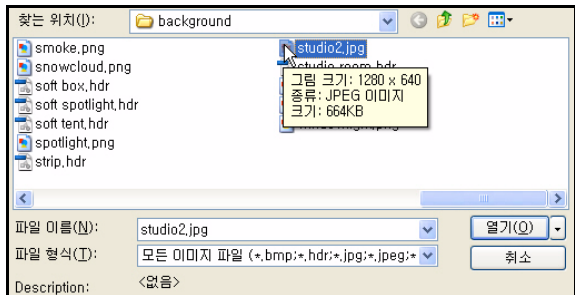 찾는 위치(I): background
smoke.png
snowcloud.png
soft box.hdr
soft spotlight.hdr
soft tent.hdr
spotlight.png
strip.hdr
studio2.jpg
studio room.hdr
그림 크기: 1280 x 640
종류: JPEG 이미지
크기: 664KB
파일 이름(N): studio2.jpg 열기(O)
파일 형식(T): 모든 이미지 파일 (*.bmp;*.hdr;*.jpg;*.jpeg;* 취소
Description: <없음>